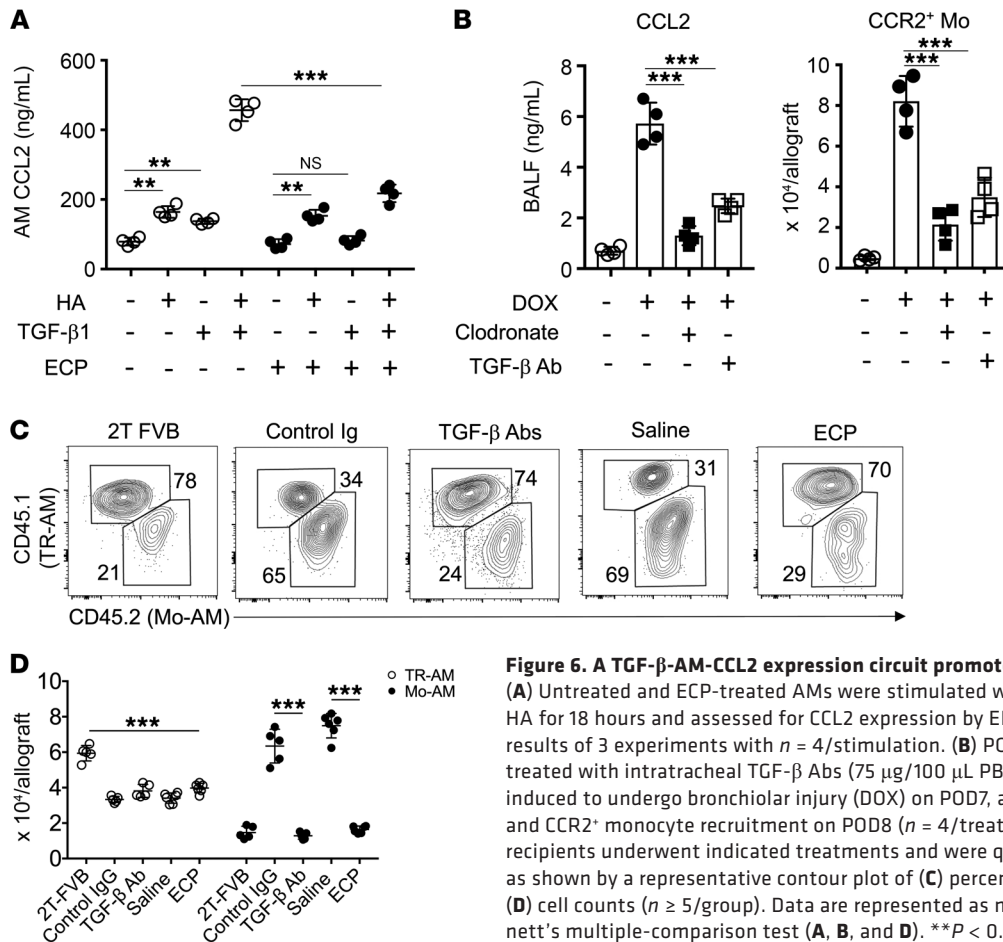 A
600
400
200
0
AM CCL2 (ng/mL)
***
**
**
**
NS
HA - + - + - + - +
TGF-β1 - - + + - - + +
ECP - - - - + + + +
B
CCL2
8
6
4
2
0
BALF (ng/mL)
***
***
CCR2+ Mo
10
8
6
4
2
0
x 10⁴/allograft
***
***
DOX - + + + - + + +
Clodronate - - + - - + 
TGF-β Ab - - - + - - - +
C
2T FVB
Control Ig
TGF-β Abs
Saline
ECP
78
21
34
65
74
24
31
69
70
29
CD45.1
(TR-AM)
CD45.2 (Mo-AM)
D
TR-AM
Mo-AM
10
8
6
4
2
0
x 10⁴/allograft
***
***
***
2T-FVB
Control IgG
TGF-β Ab
Saline
ECP
2T-FVB
Control IgG
TGF-β Ab
Saline
ECP
Figure 6. A TGF-β-AM-CCL2 expression circuit promot
(A) Untreated and ECP-treated AMs were stimulated w
HA for 18 hours and assessed for CCL2 expression by E
results of 3 experiments with n = 4/stimulation. (B) PO
treated with intratracheal TGF-β Abs (75 μg/100 μL PB
induced to undergo bronchiolar injury (DOX) on POD7, a
and CCR2+ monocyte recruitment on POD8 (n = 4/treat
recipients underwent indicated treatments and were q
as shown by a representative contour plot of (C) percen
(D) cell counts (n ≥ 5/group). Data are represented as m
nett's multiple-comparison test (A, B, and D). **P < 0.